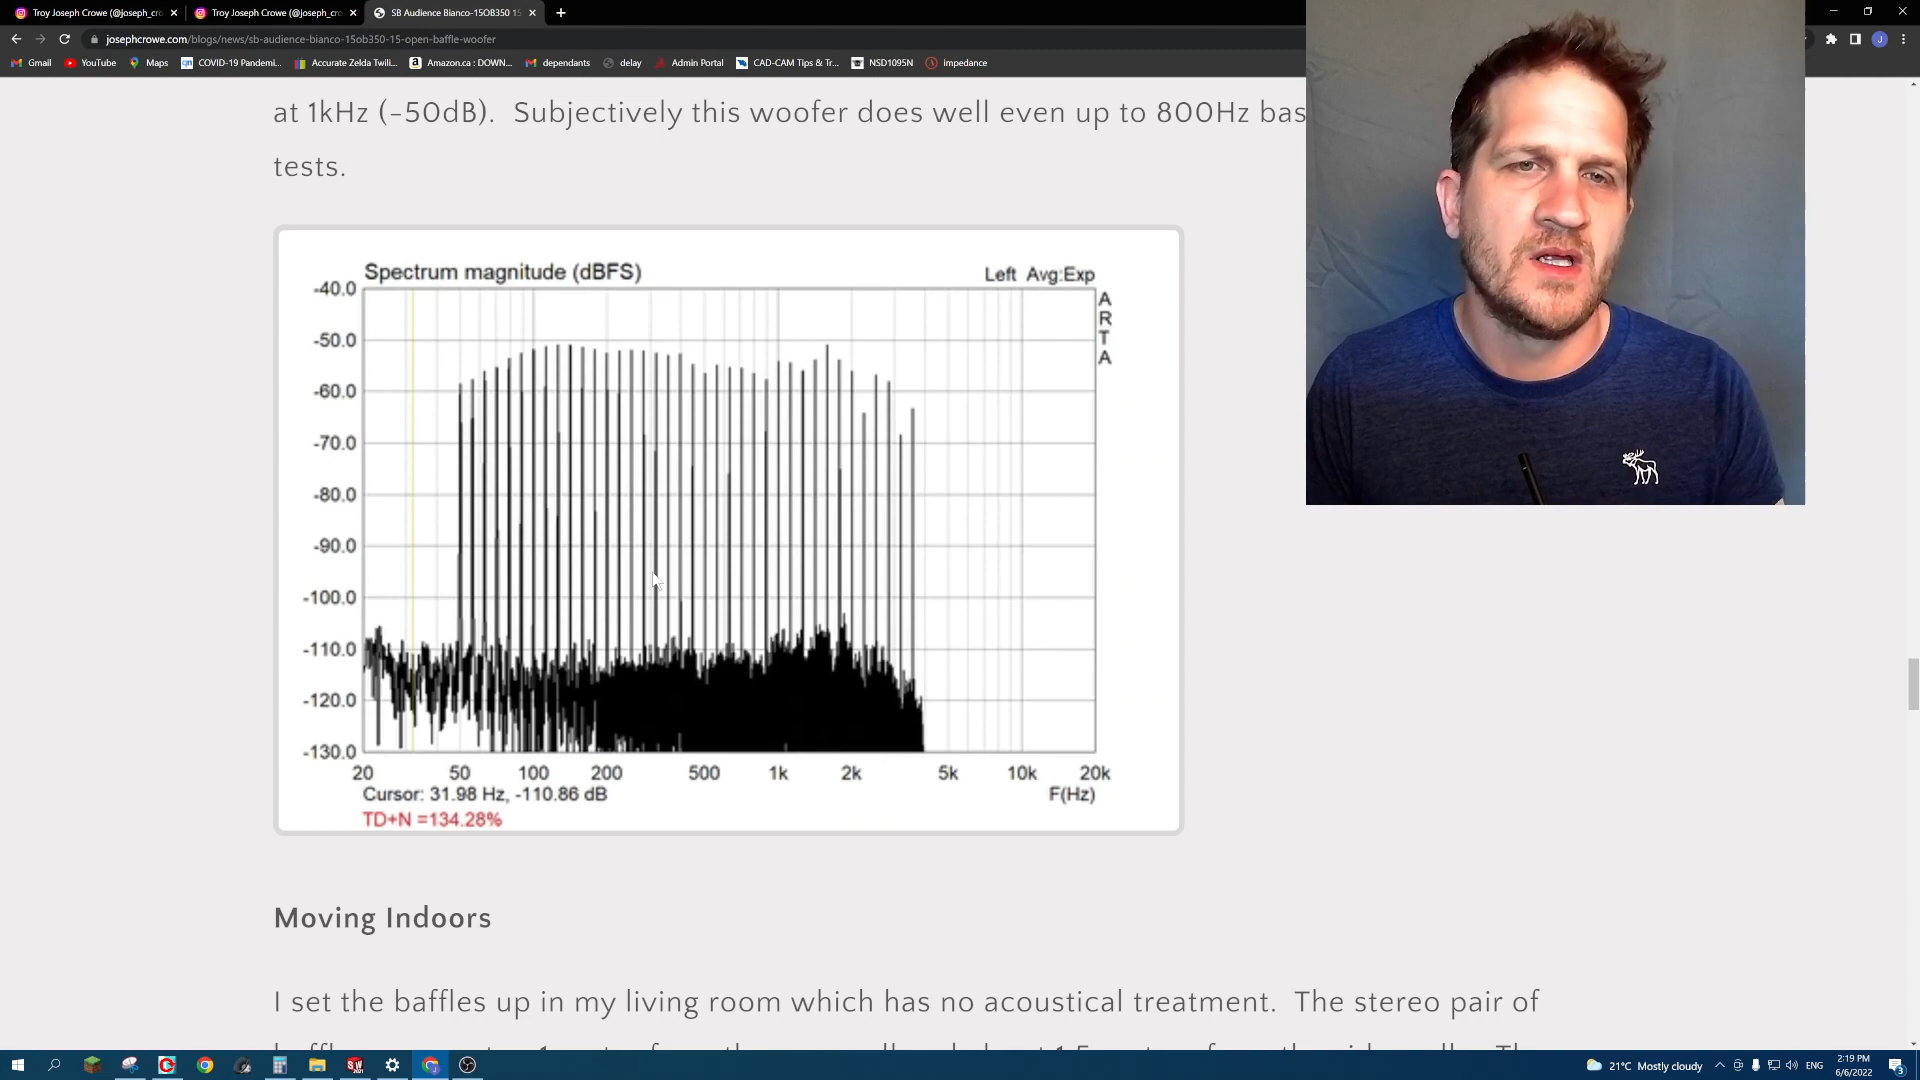 Troy Joseph Crowe (@joseph_cro
Troy Joseph Crowe (@joseph_cro
SB Audience Bianco-15OB350 15
josephcrowe.com/blogs/news/sb-audience-bianco-15ob350-15-open-baffle-woofer
Gmail
YouTube
Maps
COVID-19 Pandemi...
Accurate Zelda Twili...
Amazon.ca : DOWN...
dependants
delay
Admin Portal
CAD-CAM Tips & Tr...
NSD1095N
impedance
at 1kHz (-50dB). Subjectively this woofer does well even up to 800Hz bas
tests.
Spectrum magnitude (dBFS)
Left Avg:Exp
ARTA
-40.0
-50.0
-60.0
-70.0
-80.0
-90.0
-100.0
-110.0
-120.0
-130.0
20 50 100 200 500 1k 2k 5k 10k 20k
Cursor: 31.98 Hz, -110.86 dB
F(Hz)
TD+N =134.28%
Moving Indoors
I set the baffles up in my living room which has no acoustical treatment. The stereo pair of
21°C Mostly cloudy
ENG
2:19 PM
6/6/2022